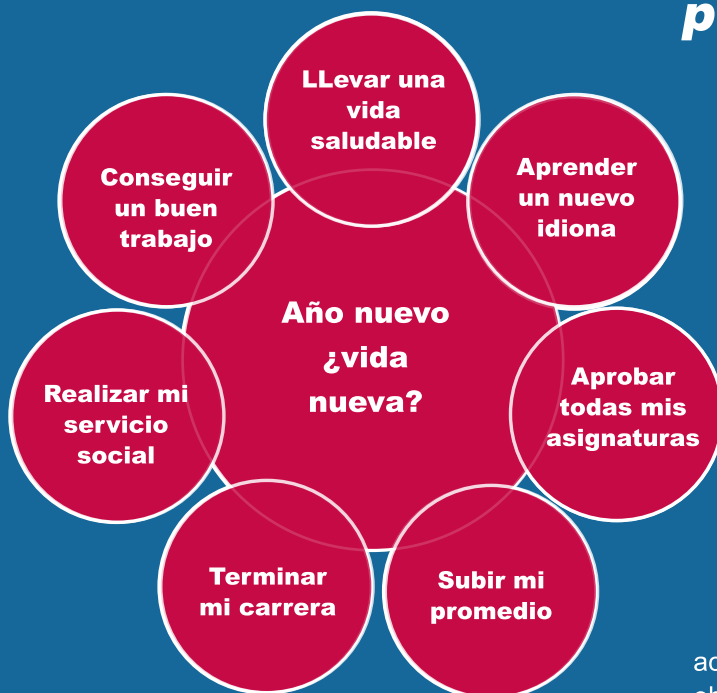 p
LLevar una
vida
saludable
Aprender
un nuevo
idiona
Aprobar
todas mis
asignaturas
Subir mi
promedio
Terminar
mi carrera
Realizar mi
servicio
social
Conseguir
un buen
trabajo
Año nuevo
¿vida
nueva?
ac